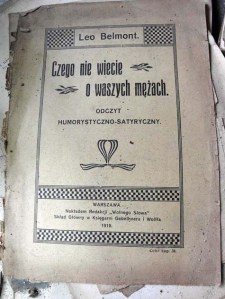 Leo Belmont.
Czego nie wiecie
o waszych mężach.
ODCZYT
HUMORYSTYCZNO-SATYRYCZNY.
WARSZAWA
Nakładem Redakcji „Wolnego Słowa"
Skład Główny w Księgarni Gebethnera i Wolffa
1910.